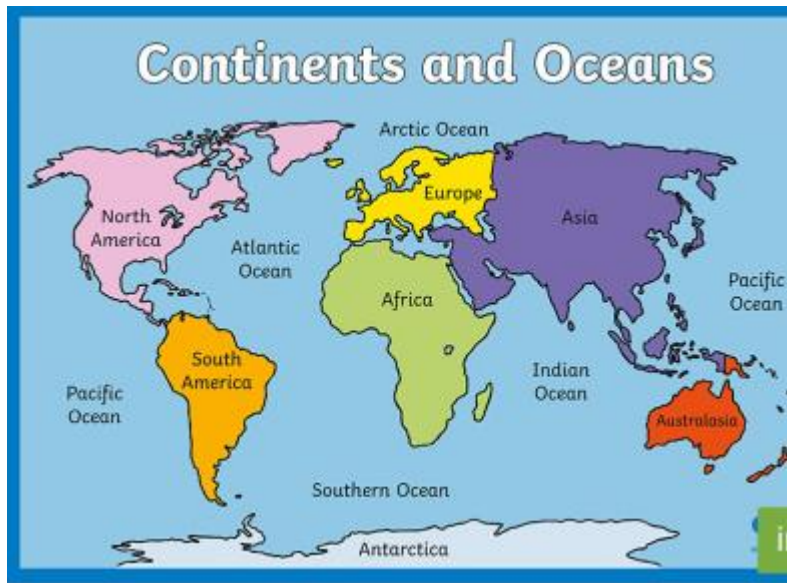 Continents and Oceans
Arctic Ocean
Europe
Asia
North
America
Atlantic
Ocean
Africa
Pacific
Ocean
South
America
Indian
Ocean
Pacific
Ocean
Australasia
Southern Ocean
Antarctica